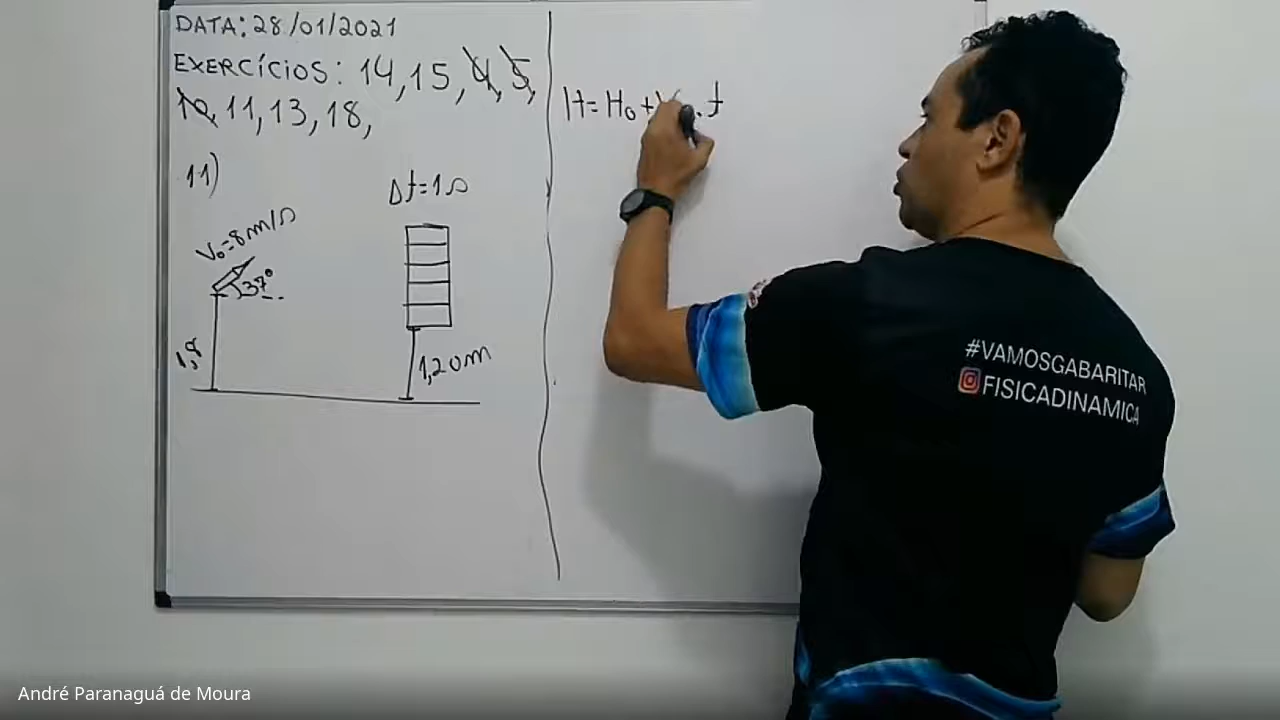 DATA: 28/01/2021
EXERCÍCIOS: 14, 15, 4, 5,
10, 11, 13, 18,
11)
Δt=1s
V₀=8m/s
37°
1,8
1,20m
H=H₀+V .t
#VAMOSGABARITAR
FISICADINAMICA
André Paranaguá de Moura